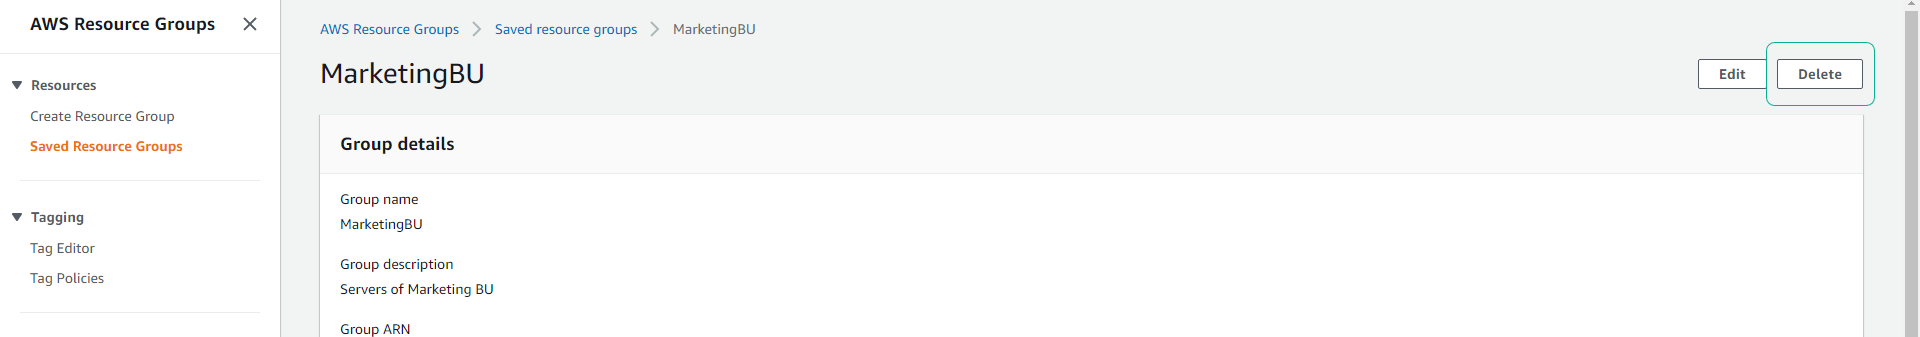 AWS Resource Groups
Resources
Create Resource Group
Saved Resource Groups
Tagging
Tag Editor
Tag Policies
AWS Resource Groups > Saved resource groups > MarketingBU
MarketingBU
Edit
Delete
Group details
Group name
MarketingBU
Group description
Servers of Marketing BU
Group ARN